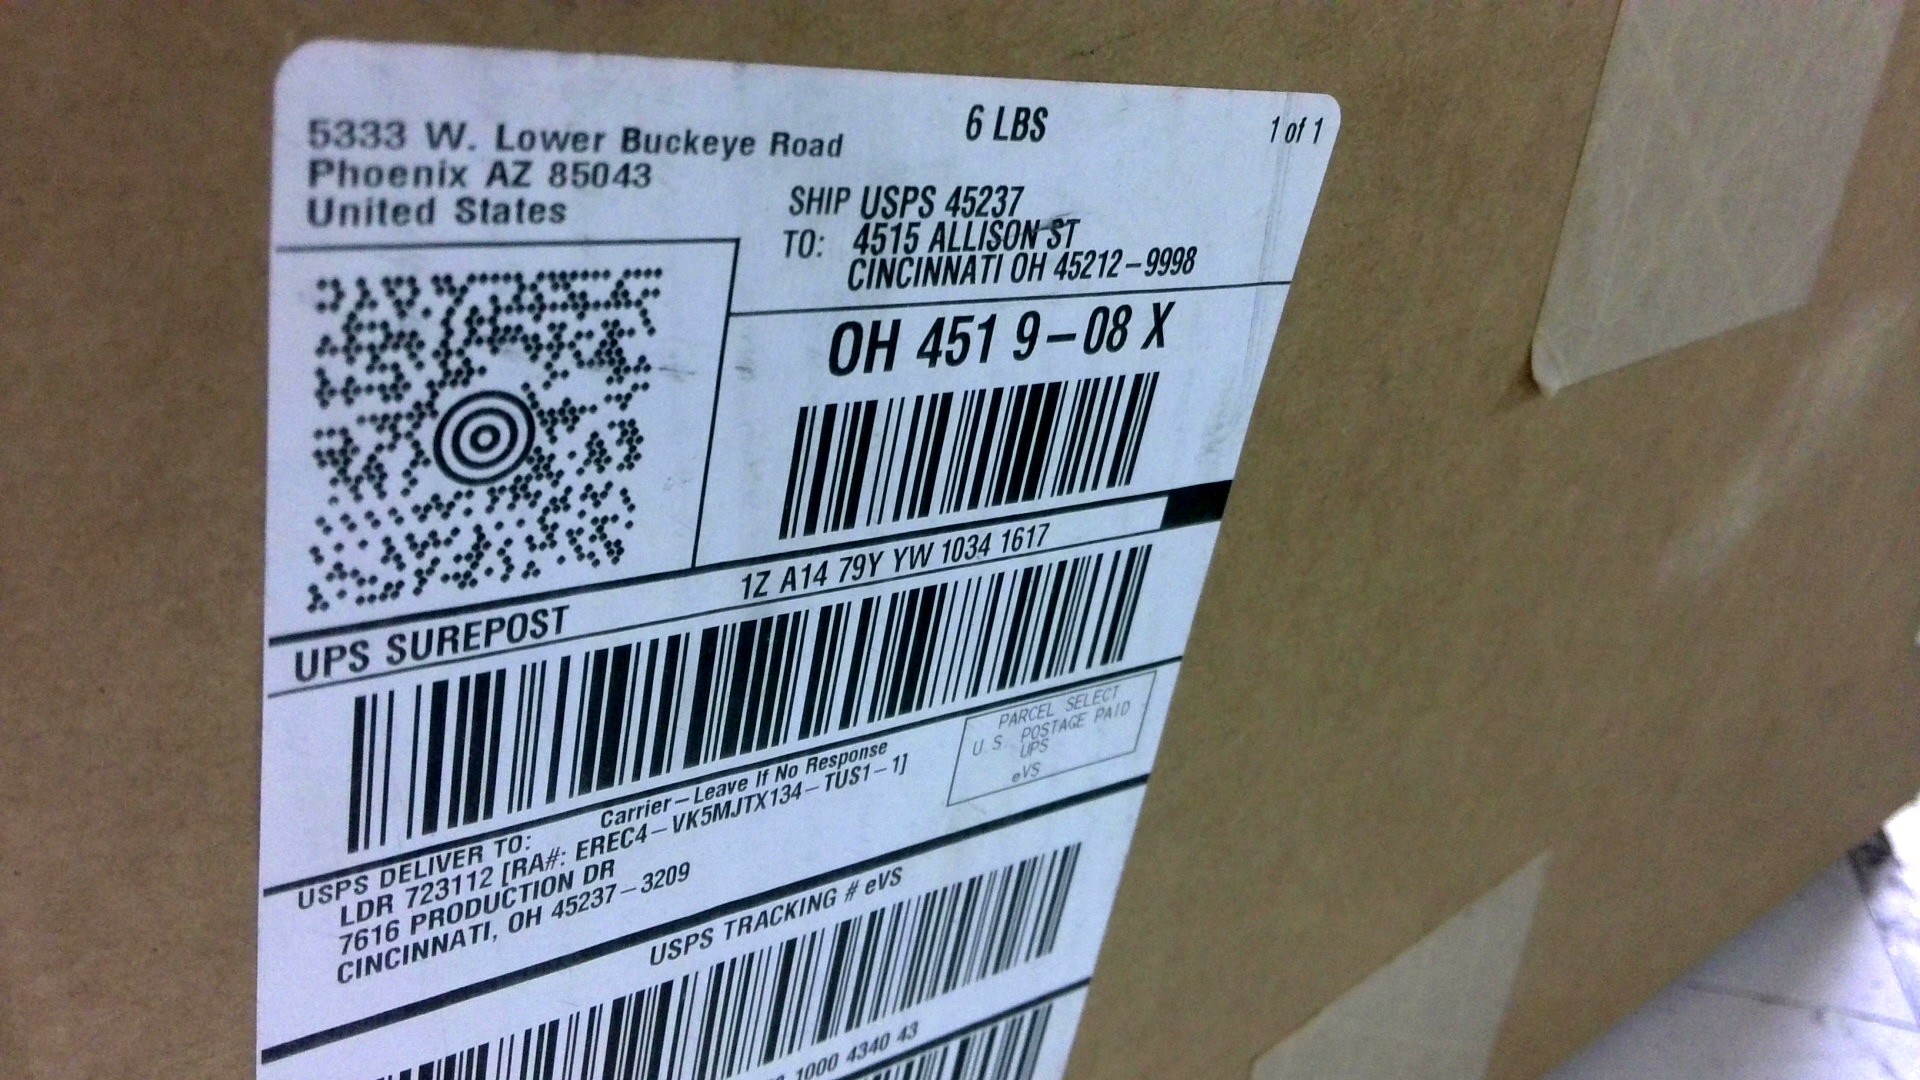 5333 W. Lower Buckeye Road
Phoenix AZ 85043
United States
6 LBS
1 of 1
SHIP TO:
USPS 45237
4515 ALLISON ST
CINCINNATI OH 45212-9998
OH 451 9-08 X
UPS SUREPOST
1Z A14 79Y YW 1034 1617
PARCEL SELECT
U.S. POSTAGE PAID
UPS
eVS
Carrier-Leave If No Response
USPS DELIVER TO:
LDR 723112 [RA#: EREC4-VK5MJTX134-TUS1-1]
7616 PRODUCTION DR
CINCINNATI, OH 45237-3209
USPS TRACKING # eVS
1000 4340 43